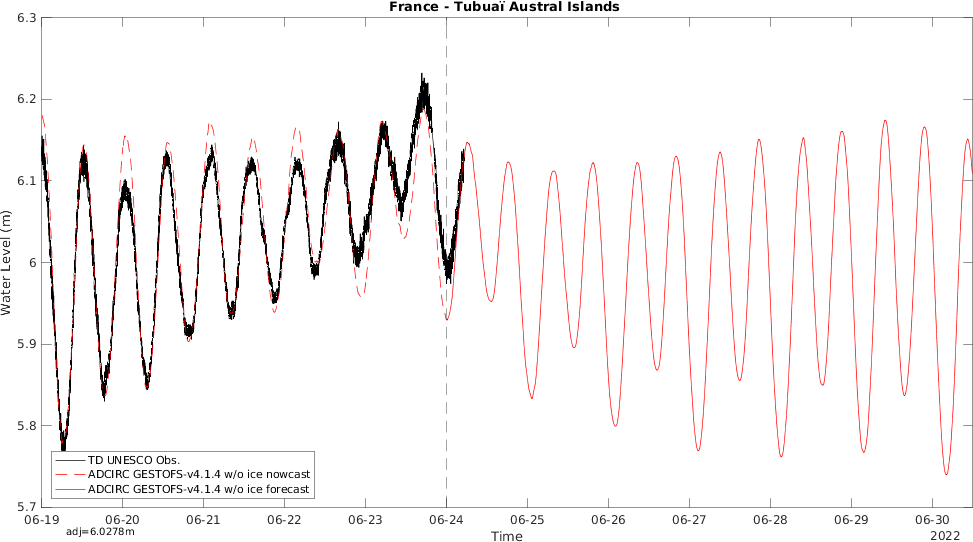 France - Tubuaï Austral Islands
6.3
6.2
6.1
6
5.9
5.8
5.7
Water Level (m)
TD UNESCO Obs.
ADCIRC GESTOFS-v4.1.4 w/o ice nowcast
ADCIRC GESTOFS-v4.1.4 w/o ice forecast
06-19 06-20 06-21 06-22 06-23 06-24 06-25 06-26 06-27 06-28 06-29 06-30
adj=6.0278m
Time
2022